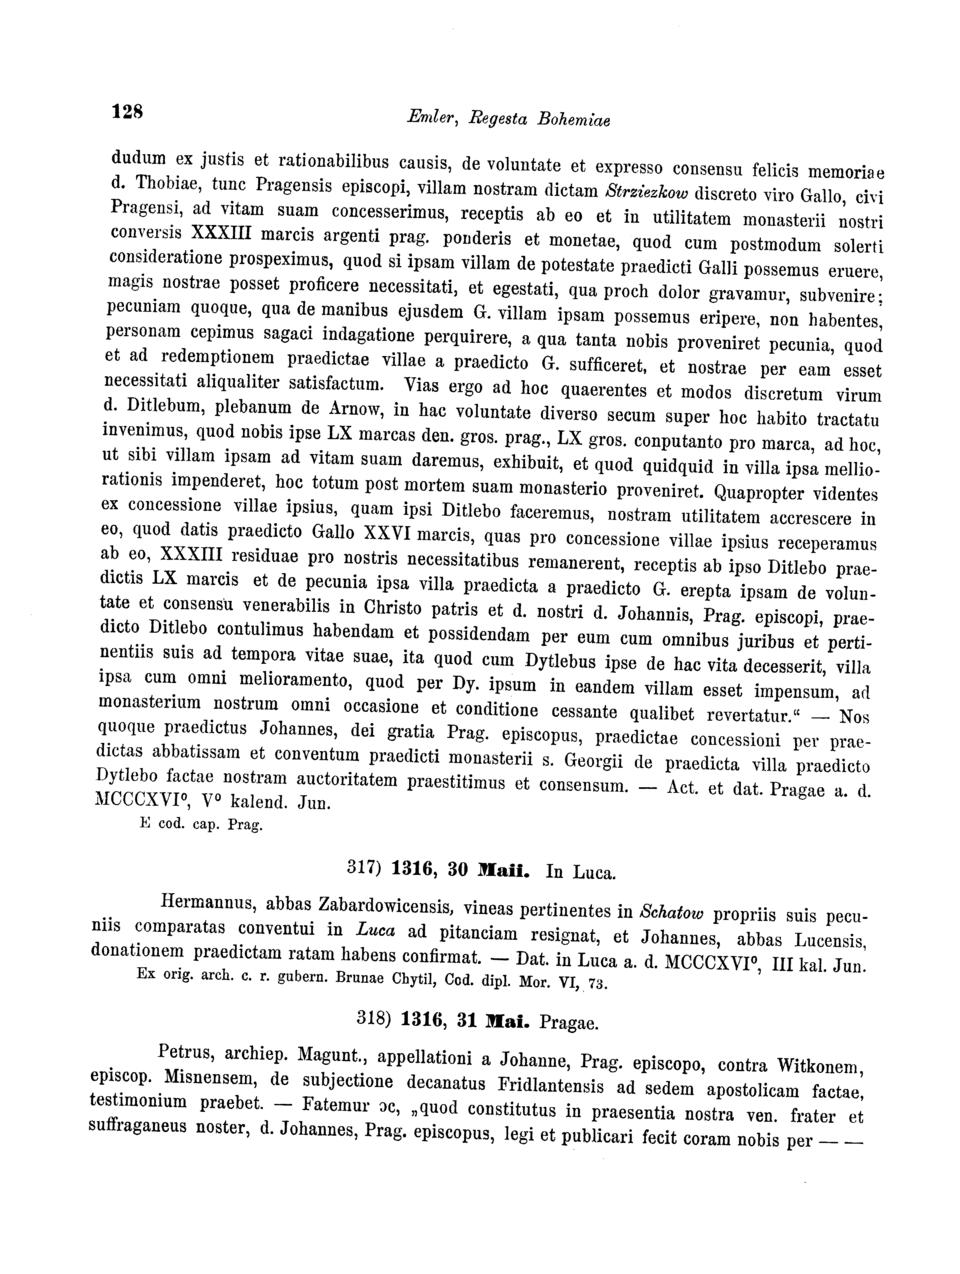 128
Emler, Regesta Bohemiae
dudum ex justis et rationabilibus causis, de voluntate et expresso consensu felicis memoriae
d. Thobiae, tunc Pragensis episcopi, villam nostram dictam Strziezkow discreto viro Gallo, civi
Pragensi, ad vitam suam concesserimus, receptis ab eo et in utilitatem monasterii nostri
conversis XXXIII marcis argenti prag. ponderis et monetae, quod cum postmodum solerti
consideratione prospeximus, quod si ipsam villam de potestate praedicti Galli possemus eruere,
magis nostrae posset proficere necessitati, et egestati, qua proch dolor gravamur, subvenire;
pecuniam quoque, qua de manibus ejusdem G. villam ipsam possemus eripere, non habentes,
personam cepimus sagaci indagatione perquirere, a qua tanta nobis proveniret pecunia, quod
et ad redemptionem praedictae villae a praedicto G. sufficeret, et nostrae per eam esset
necessitati aliqualiter satisfactum. Vias ergo ad hoc quaerentes et modos discretum virum
d. Ditlebum, plebanum de Arnow, in hac voluntate diverso secum super hoc habito tractatu
invenimus, quod nobis ipse LX marcas den. gros. prag., LX gros. conputanto pro marca, ad hoc,
ut sibi villam ipsam ad vitam suam daremus, exhibuit, et quod quidquid in villa ipsa mellio-
rationis impenderet, hoc totum post mortem suam monasterio proveniret. Quapropter videntes
ex concessione villae ipsius, quam ipsi Ditlebo faceremus, nostram utilitatem accrescere in
eo, quod datis praedicto Gallo XXVI marcis, quas pro concessione villae ipsius receperamus
ab eo, XXXIII residuae pro nostris necessitatibus remanerent, receptis ab ipso Ditlebo prae-
dictis LX marcis et de pecunia ipsa villa praedicta a praedicto G. erepta ipsam de volun-
tate et consensu venerabilis in Christo patris et d. nostri d. Johannis, Prag. episcopi, prae-
dicto Ditlebo contulimus habendam et possidendam per eum cum omnibus juribus et perti-
nentiis suis ad tempora vitae suae, ita quod cum Dytlebus ipse de hac vita decesserit, villa
ipsa cum omni melioramento, quod per Dy. ipsum in eandem villam esset impensum, ad
monasterium nostrum omni occasione et conditione cessante qualibet revertatur.“ — Nos
quoque praedictus Johannes, dei gratia Prag. episcopus, praedictae concessioni per prae-
dictas abbatissam et conventum praedicti monasterii s. Georgii de praedicta villa praedicto
Dytlebo factae nostram auctoritatem praestitimus et consensum. — Act. et dat. Pragae a. d.
MCCCXVI⁰, V⁰ kalend. Jun.
E cod. cap. Prag.
317) 1316, 30 Maii. In Luca.
Hermannus, abbas Zabardowicensis, vineas pertinentes in Schatow propriis suis pecu-
niis comparatas conventui in Luca ad pitanciam resignat, et Johannes, abbas Lucensis,
donationem praedictam ratam habens confirmat. — Dat. in Luca a. d. MCCCXVI⁰, III kal. Jun.
Ex orig. arch. c. r. gubern. Brunae Chytil, Cod. dipl. Mor. VI, 73.
318) 1316, 31 Mai. Pragae.
Petrus, archiep. Magunt., appellationi a Johanne, Prag. episcopo, contra Witkonem,
episcop. Misnensem, de subjectione decanatus Fridlantensis ad sedem apostolicam factae,
testimonium praebet. — Fatemur ɔc, „quod constitutus in praesentia nostra ven. frater et
suffraganeus noster, d. Johannes, Prag. episcopus, legi et publicari fecit coram nobis per — —